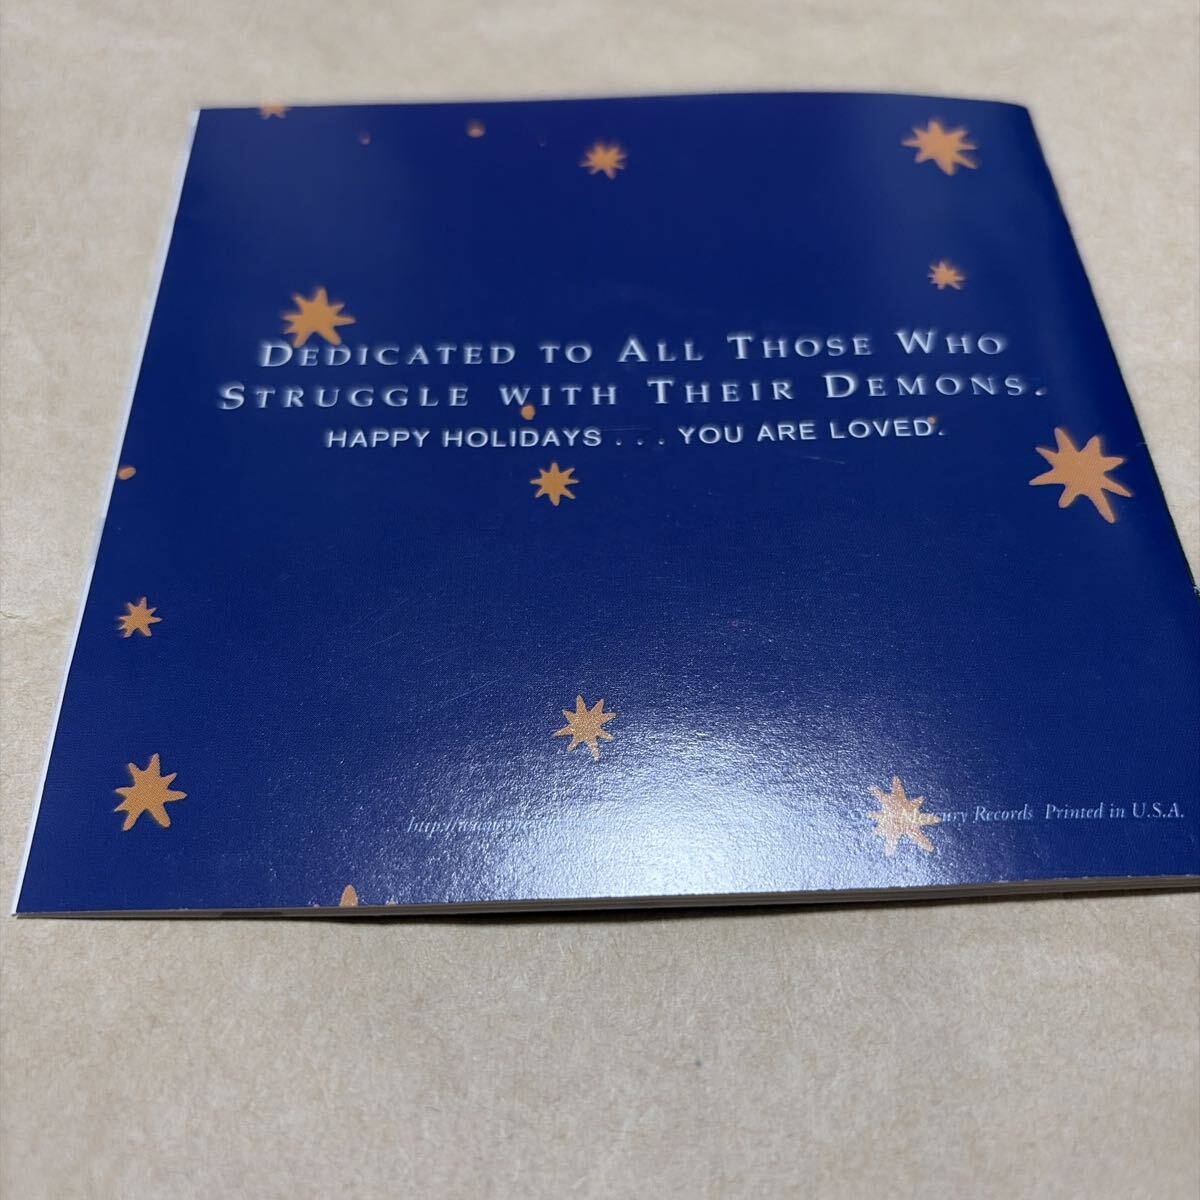 DEDICATED TO ALL THOSE WHO
STRUGGLE WITH THEIR DEMONS.
HAPPY HOLIDAYS . . . YOU ARE LOVED.
Mercury Records Printed in U.S.A.